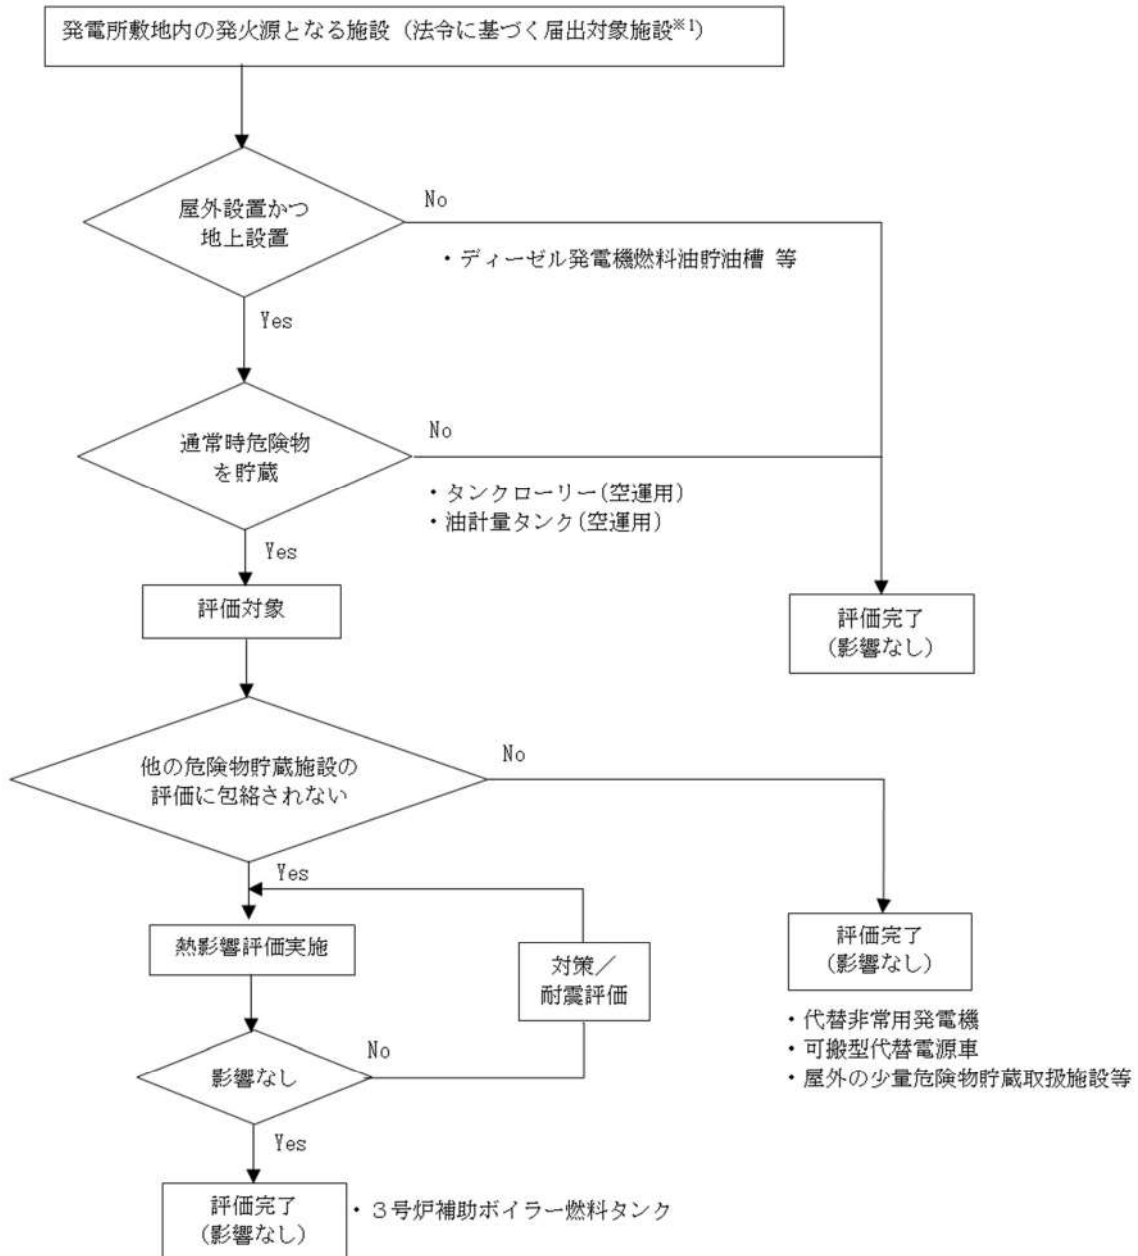 発電所敷地内の発火源となる施設（法令に基づく届出対象施設※1）
屋外設置かつ
地上設置
No
・ディーゼル発電機燃料油貯油槽 等
Yes
通常時危険物
を貯蔵
No
・タンクローリー(空運用)
・油計量タンク(空運用)
Yes
評価対象
評価完了
(影響なし)
他の危険物貯蔵施設の
評価に包絡されない
No
Yes
熱影響評価実施
対策／
耐震評価
評価完了
(影響なし)
・代替非常用発電機
・可搬型代替電源車
・屋外の少量危険物貯蔵取扱施設等
影響なし
No
Yes
評価完了
(影響なし)
・３号炉補助ボイラー燃料タンク